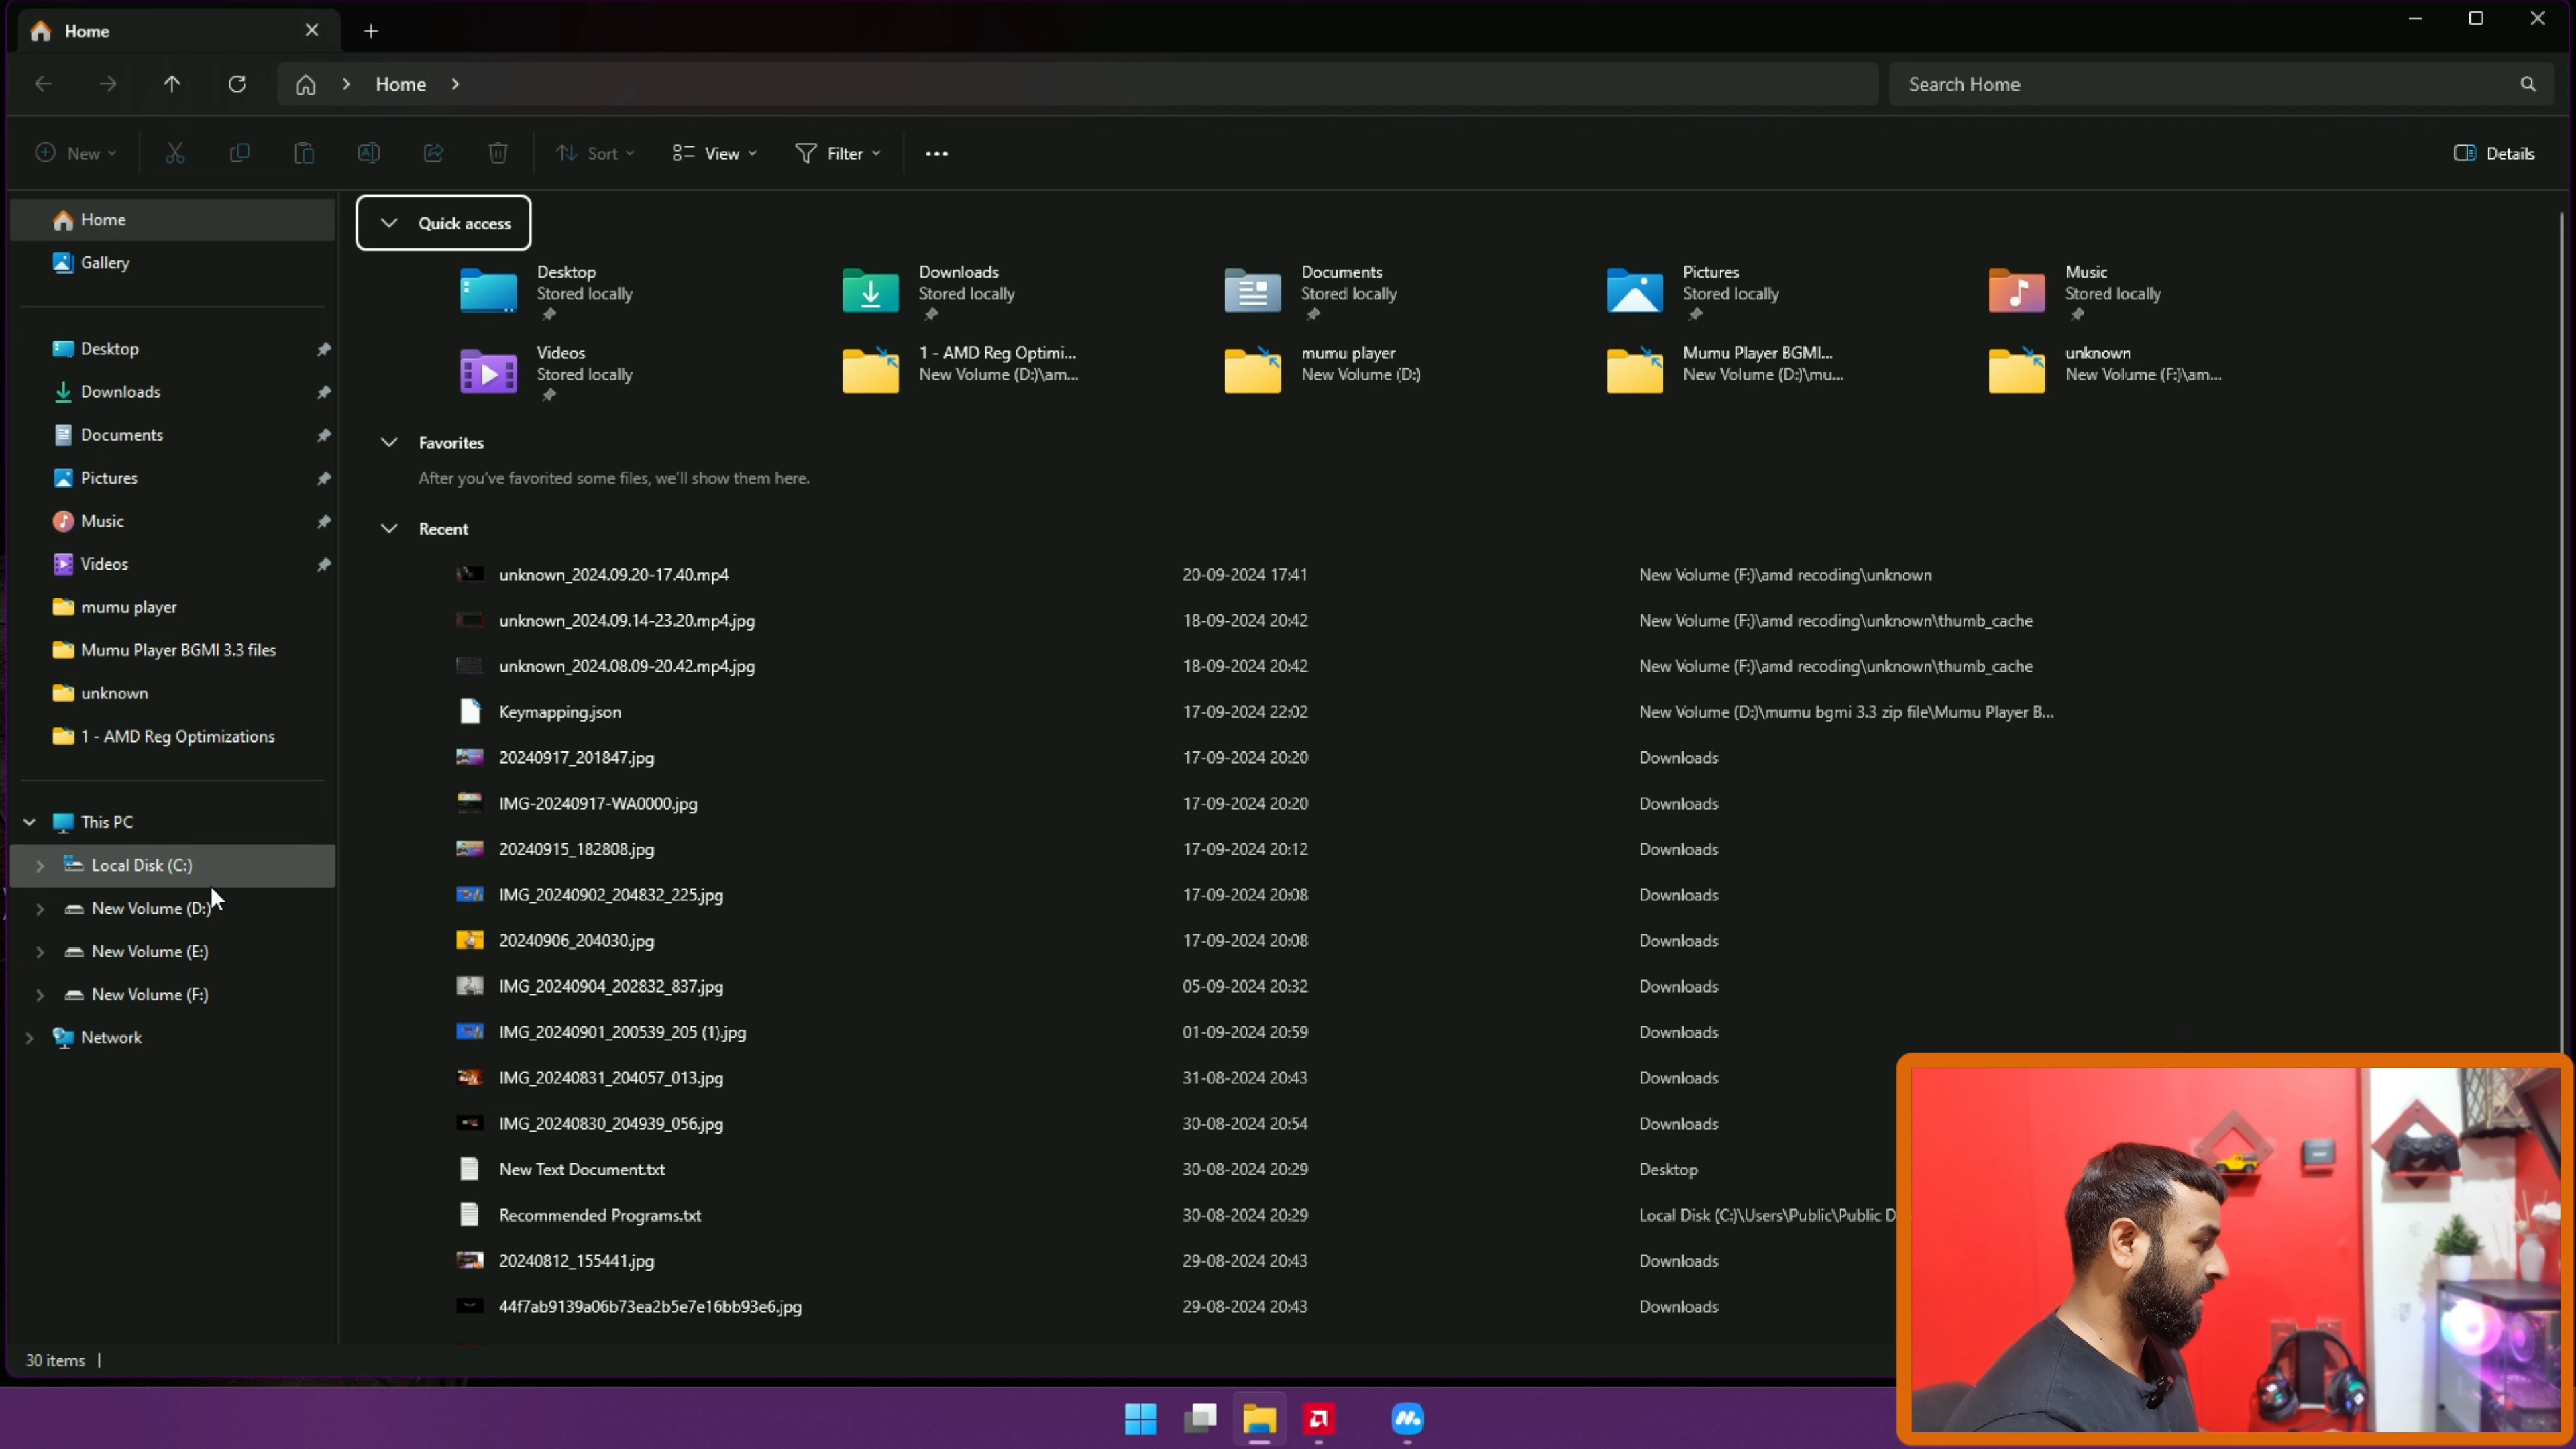 Home
Home
Search Home
New
Sort
View
Filter
Details
Home
Gallery
Desktop
Downloads
Documents
Pictures
Music
Videos
mumu player
Mumu Player BGMI 3.3 files
unknown
1 - AMD Reg Optimizations
This PC
Local Disk (C:)
New Volume (D:)
New Volume (E:)
New Volume (F:)
Network
Quick access
Desktop
Stored locally
Downloads
Stored locally
Documents
Stored locally
Pictures
Stored locally
Music
Stored locally
Videos
Stored locally
1 - AMD Reg Optimi...
New Volume (D:)\am...
mumu player
New Volume (D:)
Mumu Player BGMI...
New Volume (D:)\mu...
unknown
New Volume (F:)\am...
Favorites
After you've favorited some files, we'll show them here.
Recent
unknown_2024.09.20-17.40.mp4 20-09-2024 17:41 New Volume (F:)\amd recoding\unknown
unknown_2024.09.14-23.20.mp4.jpg 18-09-2024 20:42 New Volume (F:)\amd recoding\unknown\thumb_cache
unknown_2024.08.09-20.42.mp4.jpg 18-09-2024 20:42 New Volume (F:)\amd recoding\unknown\thumb_cache
Keymapping.json 17-09-2024 22:02 New Volume (D:)\mumu bgmi 3.3 zip file\Mumu Player B...
20240917_201847.jpg 17-09-2024 20:20 Downloads
IMG-20240917-WA0000.jpg 17-09-2024 20:20 Downloads
20240915_182808.jpg 17-09-2024 20:12 Downloads
IMG_20240902_204832_225.jpg 17-09-2024 20:08 Downloads
20240906_204030.jpg 17-09-2024 20:08 Downloads
IMG_20240904_202832_837.jpg 05-09-2024 20:32 Downloads
IMG_20240901_200539_205 (1).jpg 01-09-2024 20:59 Downloads
IMG_20240831_204057_013.jpg 31-08-2024 20:43 Downloads
IMG_20240830_204939_056.jpg 30-08-2024 20:54 Downloads
New Text Document.txt 30-08-2024 20:29 Desktop
Recommended Programs.txt 30-08-2024 20:29 Local Disk (C:)\Users\Public\Public D
20240812_155441.jpg 29-08-2024 20:43 Downloads
44f7ab9139a06b73ea2b5e7e16bb93e6.jpg 29-08-2024 20:43 Downloads
30 items